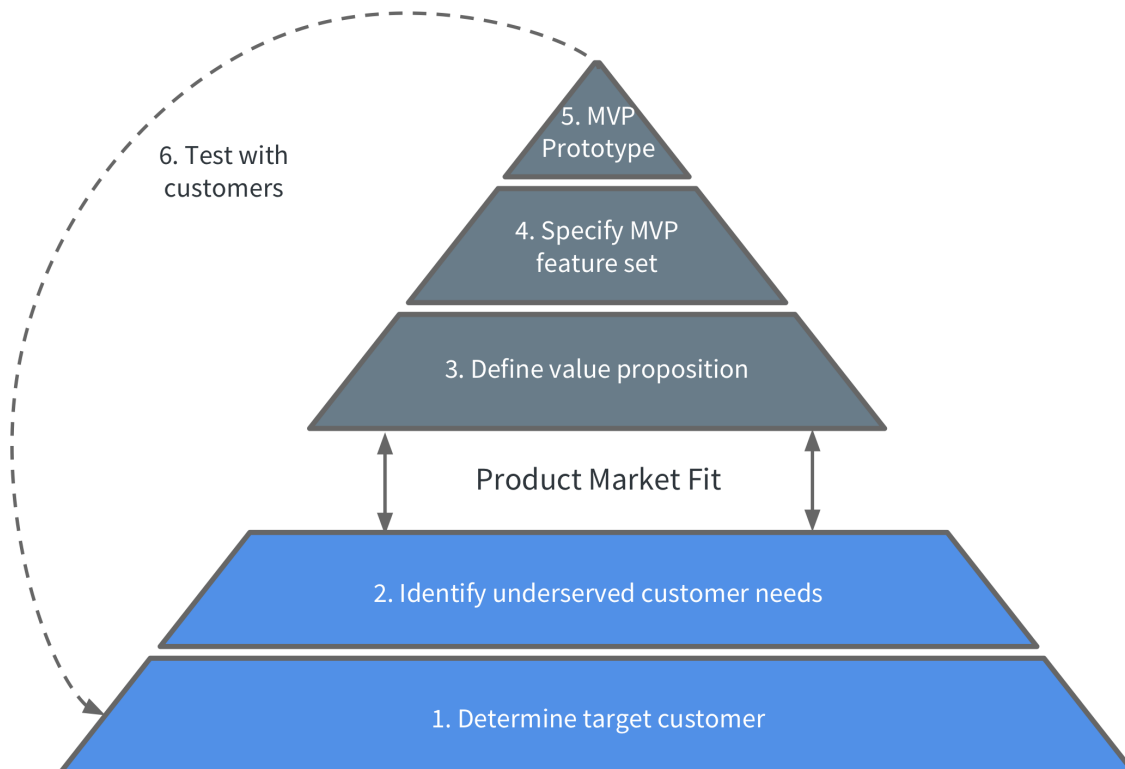 5. MVP
Prototype
6. Test with
customers
4. Specify MVP
feature set
3. Define value proposition
Product Market Fit
2. Identify underserved customer needs
1. Determine target customer